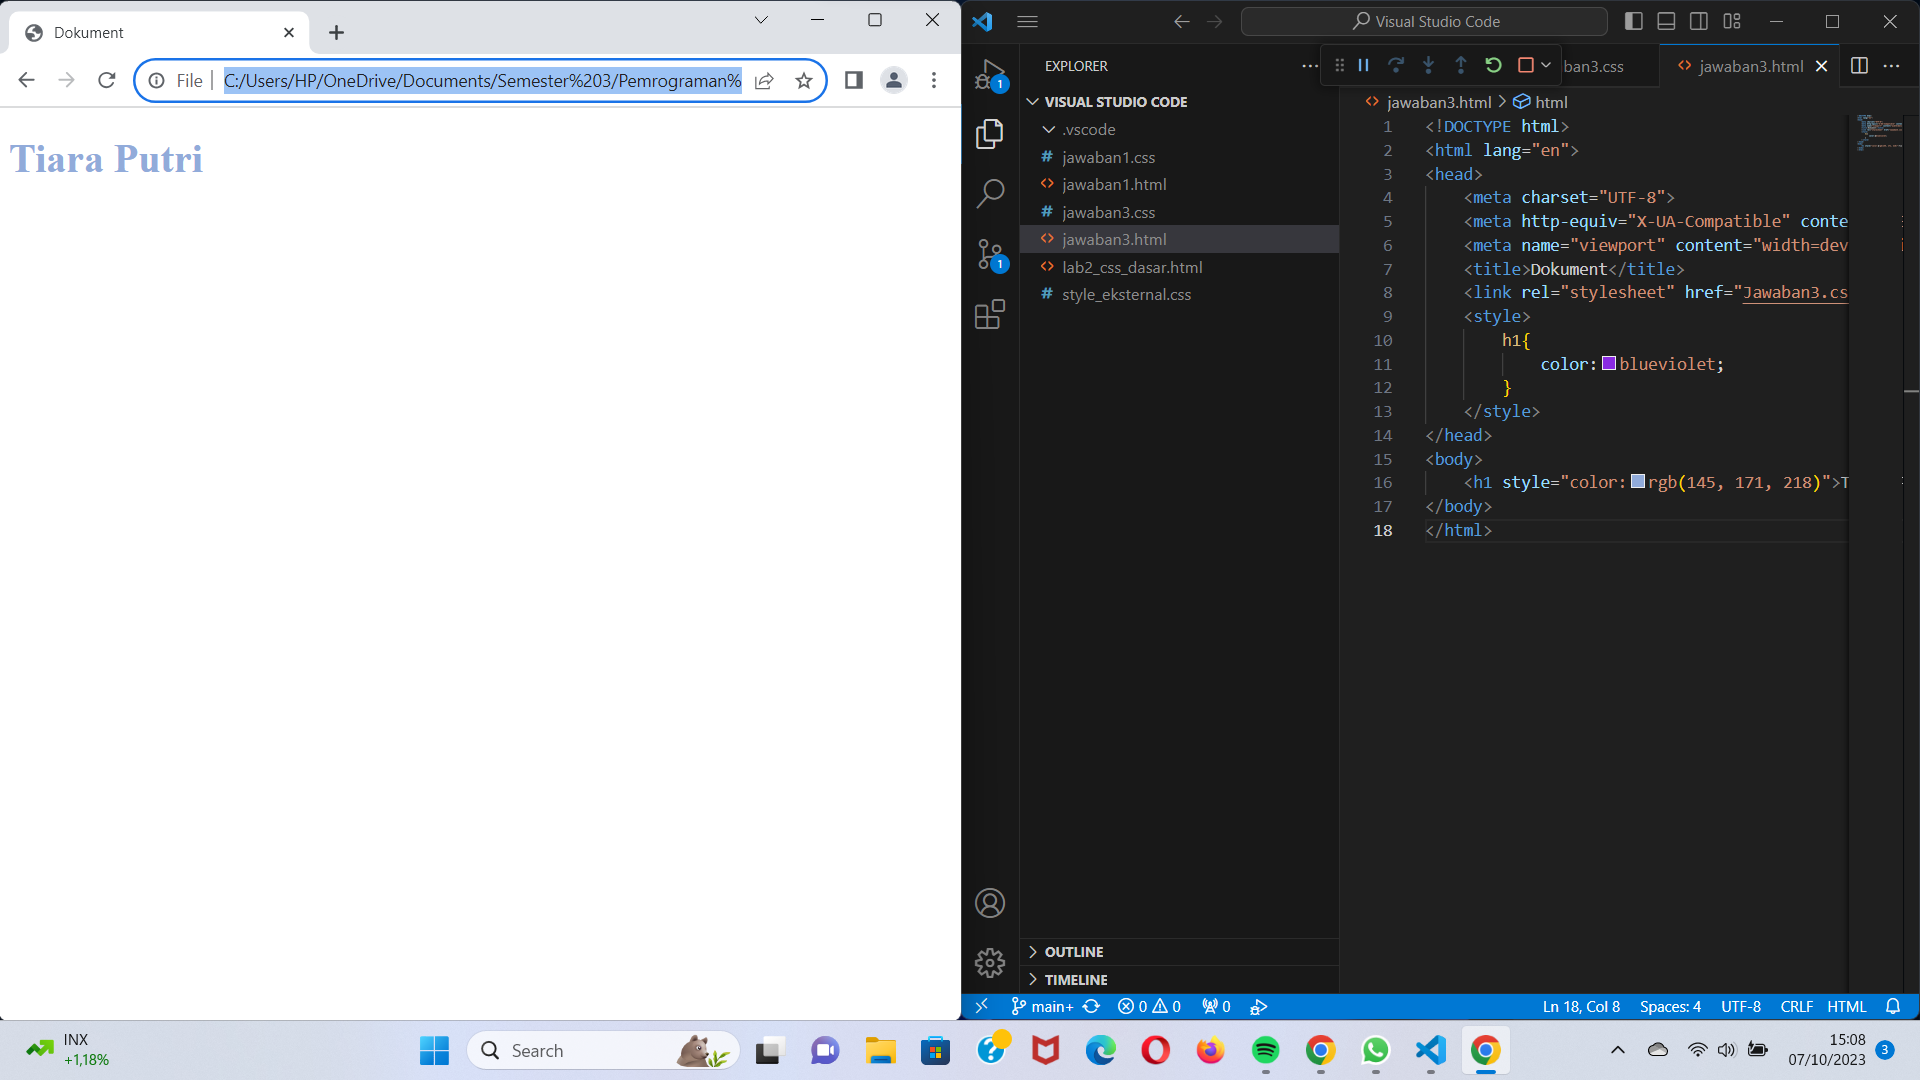 Dokument
File
C:/Users/HP/OneDrive/Documents/Semester%203/Pemrograman%
Tiara Putri
Visual Studio Code
EXPLORER
ban3.css
jawaban3.html
VISUAL STUDIO CODE
.vscode
jawaban1.css
jawaban1.html
jawaban3.css
jawaban3.html
lab2_css_dasar.html
style_eksternal.css
OUTLINE
TIMELINE
1
1
jawaban3.html > html
1 <!DOCTYPE html>
2 <html lang="en">
3 <head>
4 <meta charset="UTF-8">
5 <meta http-equiv="X-UA-Compatible" conte
6 <meta name="viewport" content="width=dev
7 <title>Dokument</title>
8 <link rel="stylesheet" href="Jawaban3.cs
9 <style>
10 h1{
11 color: blueviolet;
12 }
13 </style>
14 </head>
15 <body>
16 <h1 style="color: rgb(145, 171, 218)">T
17 </body>
18 </html>
main+ 0 0 0 Ln 18, Col 8 Spaces: 4 UTF-8 CRLF HTML
INX
+1,18%
Search
15:08
07/10/2023
3